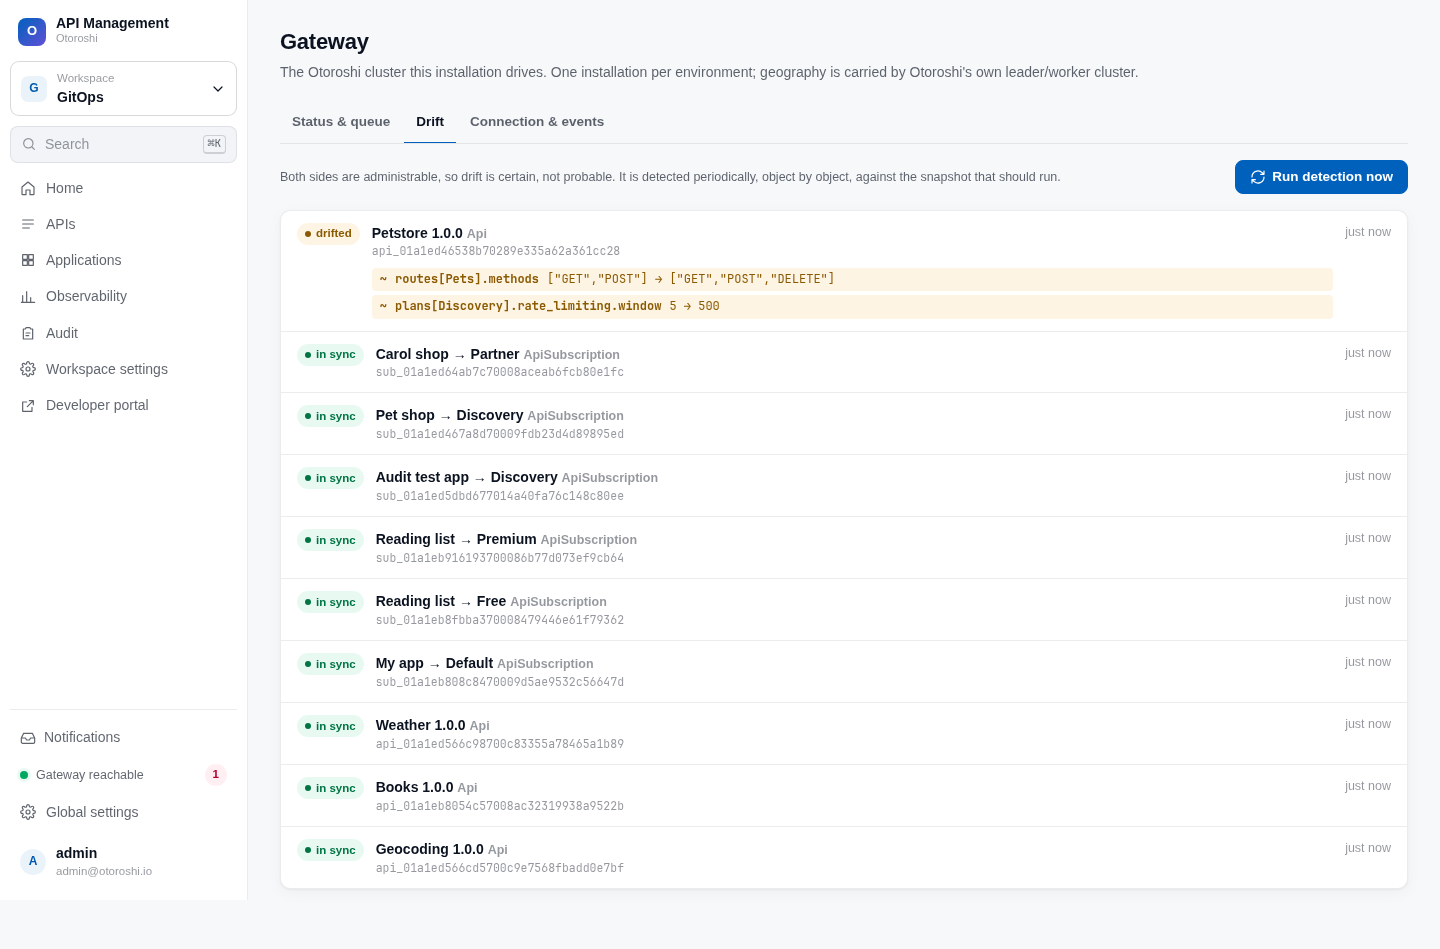 O
API Management
Otoroshi
G
Workspace
GitOps
Search
⌘K
Home
APIs
Applications
Observability
Audit
Workspace settings
Developer portal
Notifications
Gateway reachable
1
Global settings
A
admin
admin@otoroshi.io
Gateway
The Otoroshi cluster this installation drives. One installation per environment; geography is carried by Otoroshi's own leader/worker cluster.
Status & queue
Drift
Connection & events
Both sides are administrable, so drift is certain, not probable. It is detected periodically, object by object, against the snapshot that should run.
Run detection now
drifted
Petstore 1.0.0 Api
just now
api_01a1ed46538b70289e335a62a361cc28
~ routes[Pets].methods ["GET","POST"] → ["GET","POST","DELETE"]
~ plans[Discovery].rate_limiting.window 5 → 500
in sync
Carol shop → Partner ApiSubscription
just now
sub_01a1ed64ab7c70008aceab6fcb80e1fc
in sync
Pet shop → Discovery ApiSubscription
just now
sub_01a1ed467a8d70009fdb23d4d89895ed
in sync
Audit test app → Discovery ApiSubscription
just now
sub_01a1ed5dbd677014a40fa76c148c80ee
in sync
Reading list → Premium ApiSubscription
just now
sub_01a1eb916193700086b77d073ef9cb64
in sync
Reading list → Free ApiSubscription
just now
sub_01a1eb8fbba370008479446e61f79362
in sync
My app → Default ApiSubscription
just now
sub_01a1eb808c8470009d5ae9532c56647d
in sync
Weather 1.0.0 Api
just now
api_01a1ed566c98700c83355a78465a1b89
in sync
Books 1.0.0 Api
just now
api_01a1eb8054c57008ac32319938a9522b
in sync
Geocoding 1.0.0 Api
just now
api_01a1ed566cd5700c9e7568fbadd0e7bf